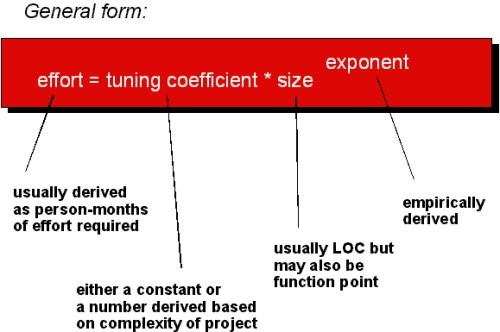 General form:
exponent
effort = tuning coefficient * size
usually derived
as person-months
of effort required
either a constant or
a number derived based
on complexity of project
usually LOC but
may also be
function point
empirically
derived